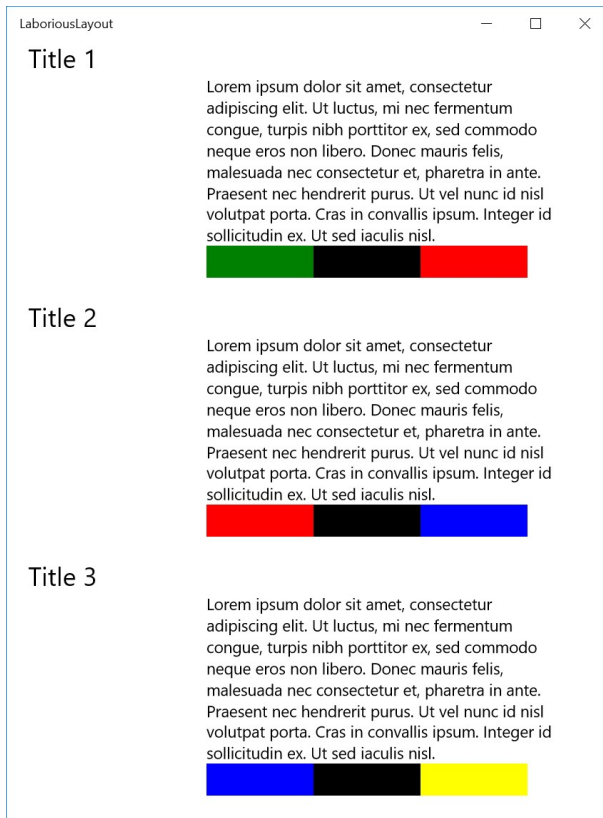 LaboriousLayout
Title 1
Lorem ipsum dolor sit amet, consectetur
adipiscing elit. Ut luctus, mi nec fermentum
congue, turpis nibh porttitor ex, sed commodo
neque eros non libero. Donec mauris felis,
malesuada nec consectetur et, pharetra in ante.
Praesent nec hendrerit purus. Ut vel nunc id nisl
volutpat porta. Cras in convallis ipsum. Integer id
sollicitudin ex. Ut sed iaculis nisl.
Title 2
Lorem ipsum dolor sit amet, consectetur
adipiscing elit. Ut luctus, mi nec fermentum
congue, turpis nibh porttitor ex, sed commodo
neque eros non libero. Donec mauris felis,
malesuada nec consectetur et, pharetra in ante.
Praesent nec hendrerit purus. Ut vel nunc id nisl
volutpat porta. Cras in convallis ipsum. Integer id
sollicitudin ex. Ut sed iaculis nisl.
Title 3
Lorem ipsum dolor sit amet, consectetur
adipiscing elit. Ut luctus, mi nec fermentum
congue, turpis nibh porttitor ex, sed commodo
neque eros non libero. Donec mauris felis,
malesuada nec consectetur et, pharetra in ante.
Praesent nec hendrerit purus. Ut vel nunc id nisl
volutpat porta. Cras in convallis ipsum. Integer id
sollicitudin ex. Ut sed iaculis nisl.